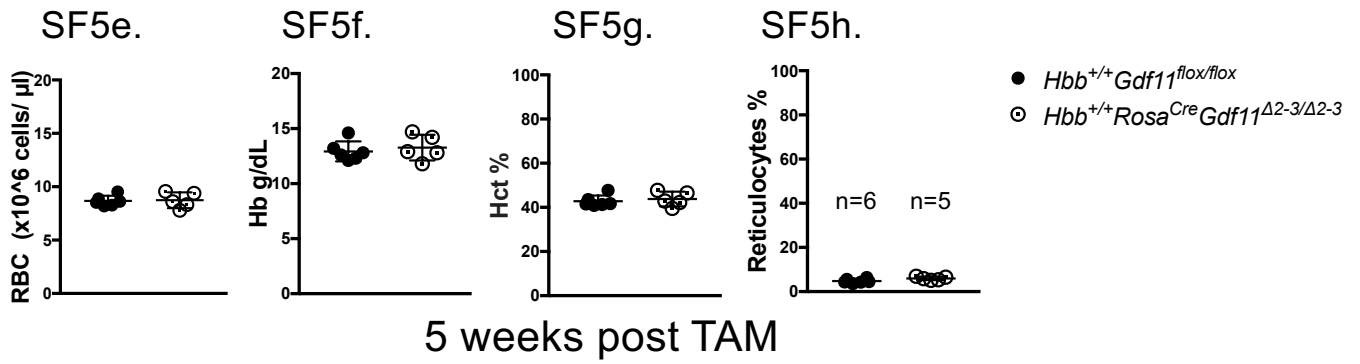 SF5e.
RBC (x10^6 cells/ µl)
20
15
10
5
0
SF5f.
Hb g/dL
20
15
10
5
0
SF5g.
Hct %
100
80
60
40
20
0
SF5h.
Reticulocytes %
100
80
60
40
20
0
n=6 n=5
Hbb+/+Gdf11flox/flox
Hbb+/+RosaCreGdf11Δ2-3/Δ2-3
5 weeks post TAM